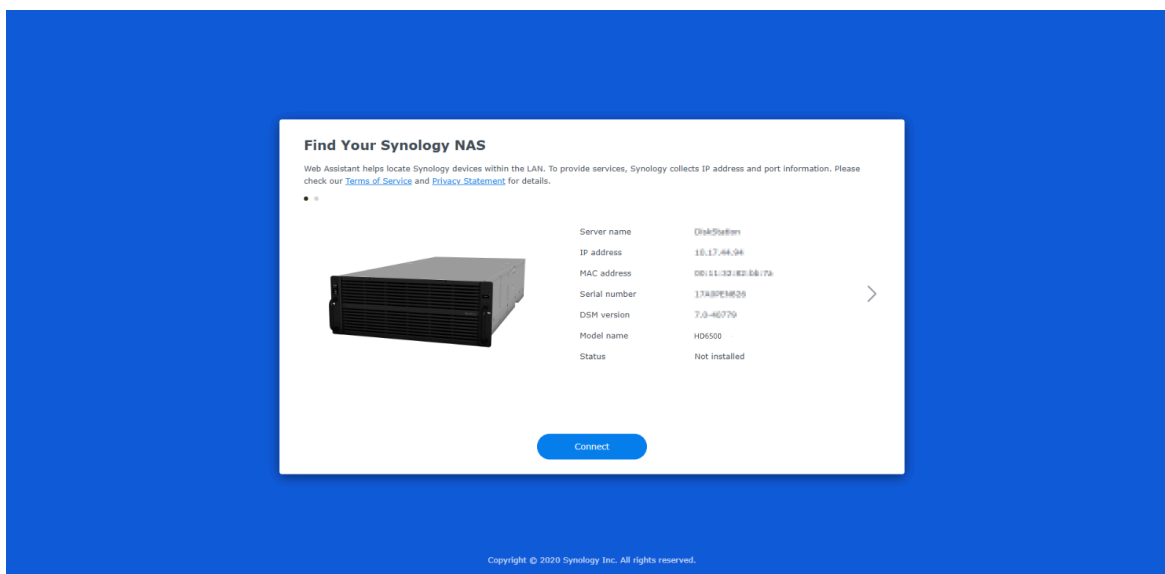 Find Your Synology NAS
Web Assistant helps locate Synology devices within the LAN. To provide services, Synology collects IP address and port information. Please
check our Terms of Service and Privacy Statement for details.
Server name DiskStation
IP address
MAC address
Serial number
DSM version
Model name HD6500
Status Not installed
Connect
Copyright © 2020 Synology Inc. All rights reserved.